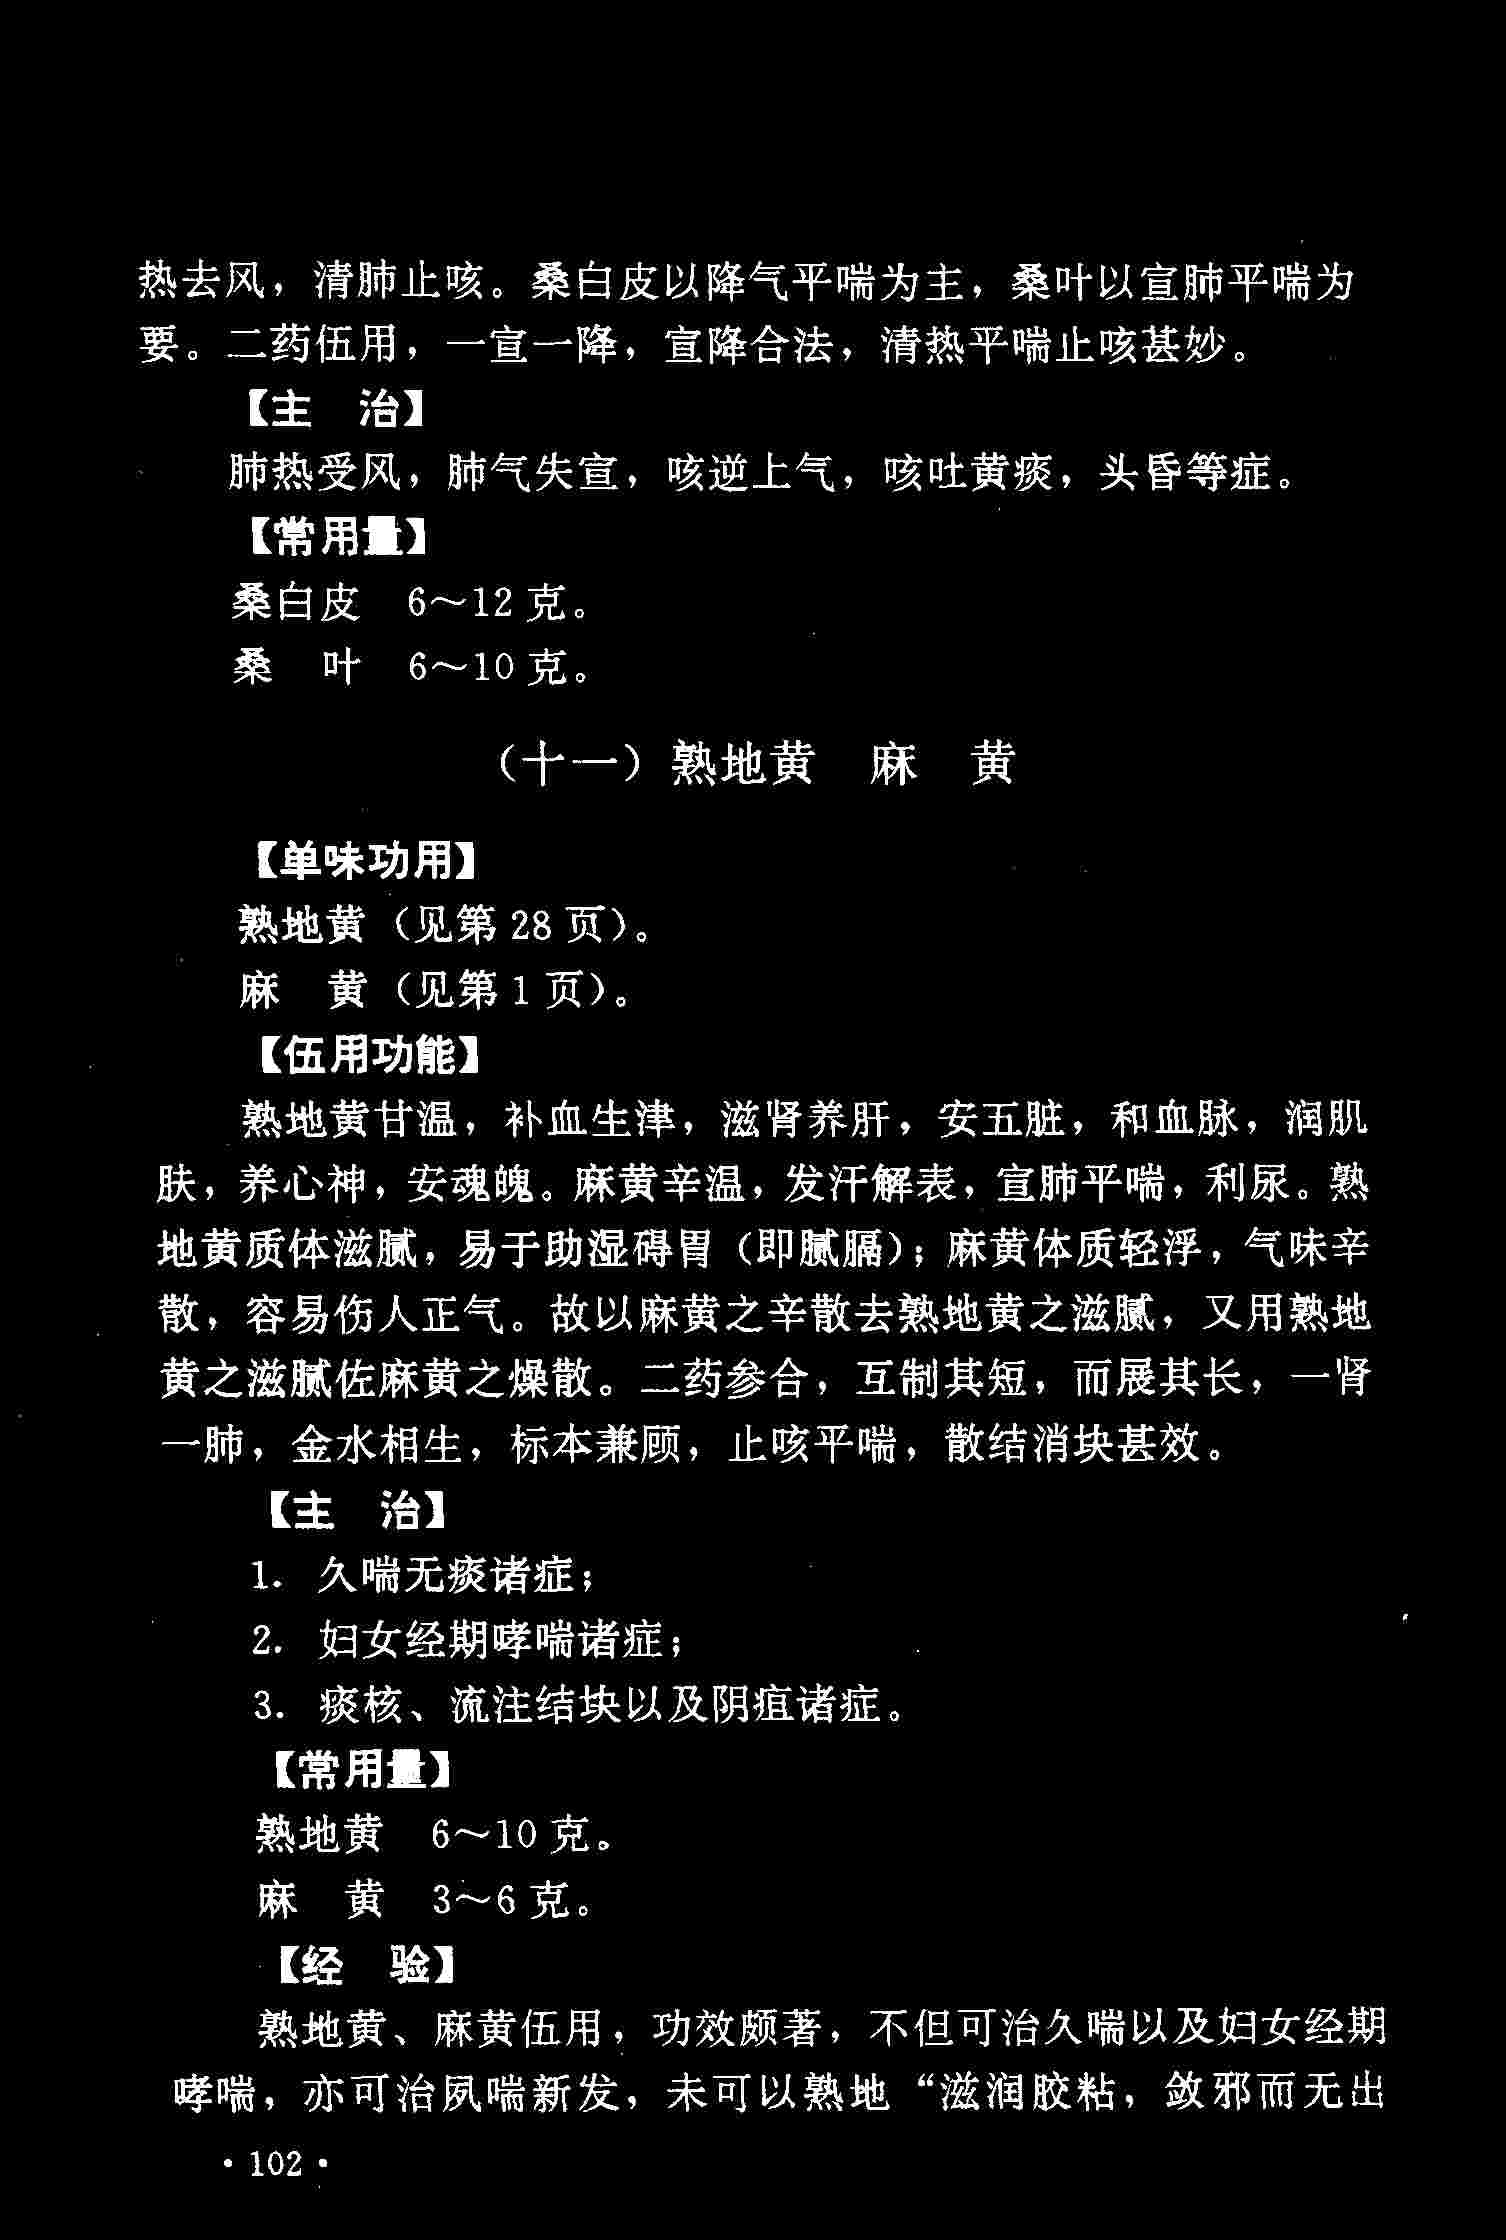 热去风，清肺止咳。桑白皮以降气平喘为主，桑叶以宣肺平喘为
要。二药伍用，一宣一降，宣降合法，清热平喘止咳甚妙。
【主　治】
肺热受风，肺气失宣，咳逆上气，咳吐黄痰，头昏等症。
【常用量】
桑白皮　6～12 克。
桑　叶　6～10 克。
（十一）熟地黄　麻　黄
【单味功用】
熟地黄（见第 28 页）。
麻　黄（见第 1 页）。
【伍用功能】
熟地黄甘温，补血生津，滋肾养肝，安五脏，和血脉，润肌
肤，养心神，安魂魄。麻黄辛温，发汗解表，宣肺平喘，利尿。熟
地黄质体滋腻，易于助湿碍胃（即腻膈）；麻黄体质轻浮，气味辛
散，容易伤人正气。故以麻黄之辛散去熟地黄之滋腻，又用熟地
黄之滋腻佐麻黄之燥散。二药参合，互制其短，而展其长，一肾
一肺，金水相生，标本兼顾，止咳平喘，散结消块甚效。
【主　治】
1. 久喘无痰诸症；
2. 妇女经期哮喘诸症；
3. 痰核、流注结块以及阴疽诸症。
【常用量】
熟地黄　6～10 克。
麻　黄　3～6 克。
【经　验】
熟地黄、麻黄伍用，功效颇著，不但可治久喘以及妇女经期
哮喘，亦可治夙喘新发，未可以熟地“滋润胶粘，敛邪而无出
· 102 ·